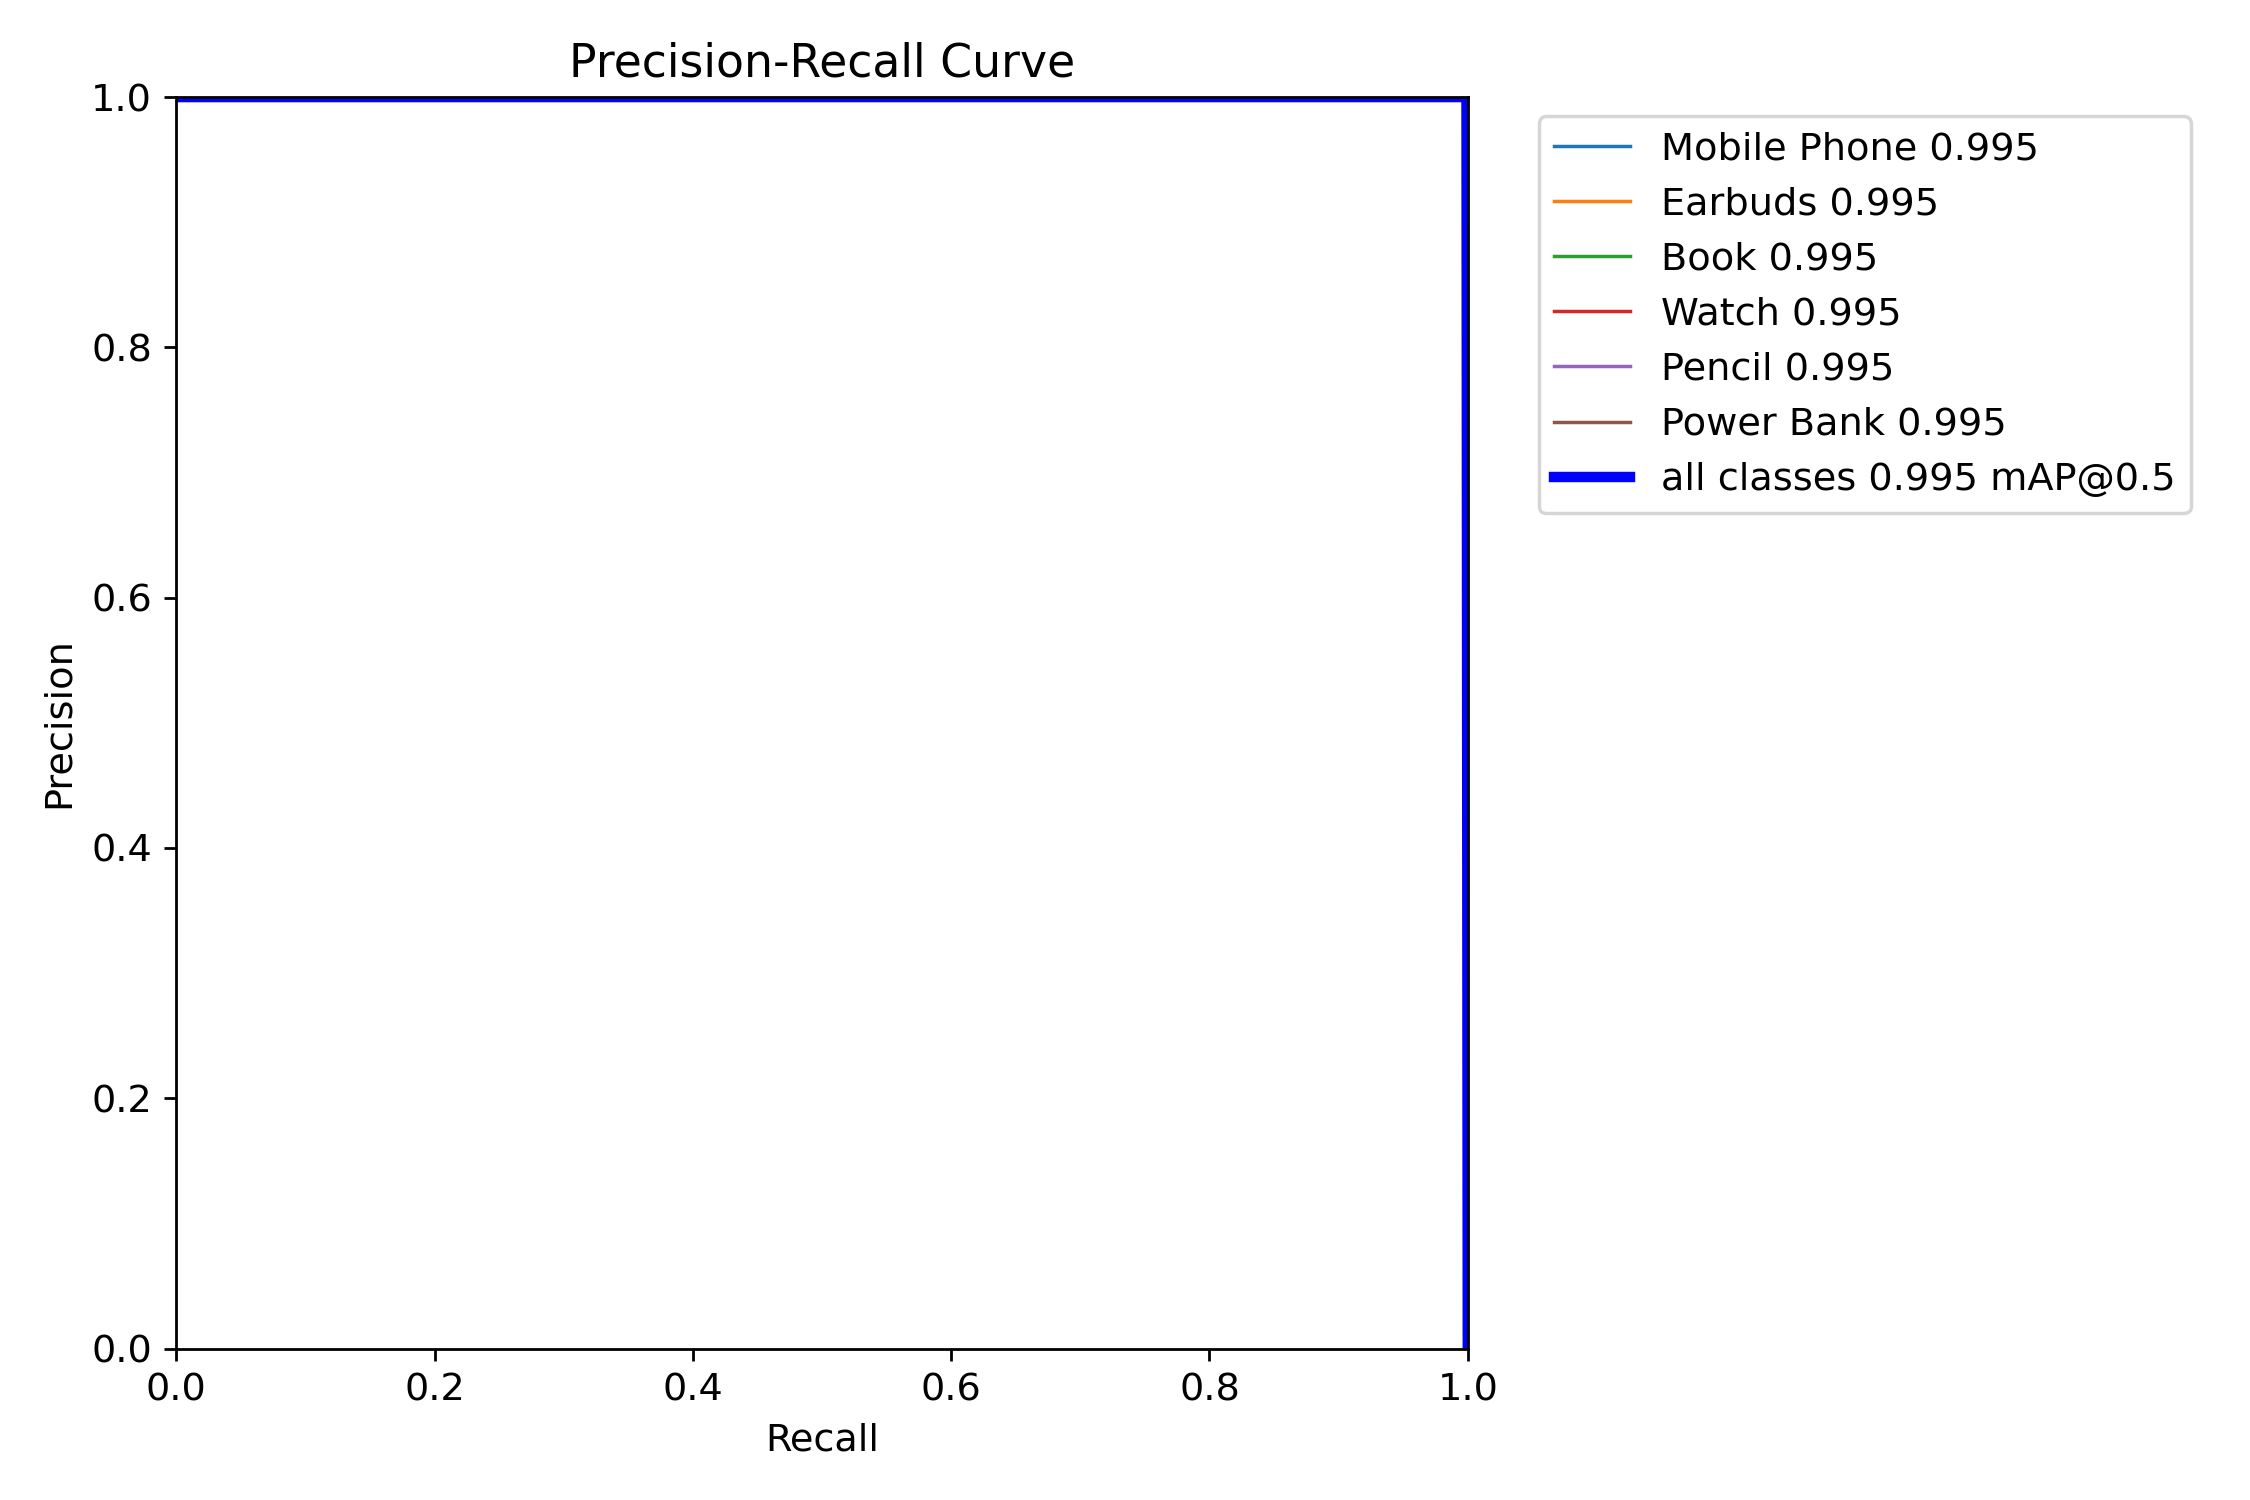 Precision-Recall Curve
1.0
0.8
0.6
0.4
0.2
0.0
Precision
0.0 0.2 0.4 0.6 0.8 1.0
Recall
Mobile Phone 0.995
Earbuds 0.995
Book 0.995
Watch 0.995
Pencil 0.995
Power Bank 0.995
all classes 0.995 mAP@0.5